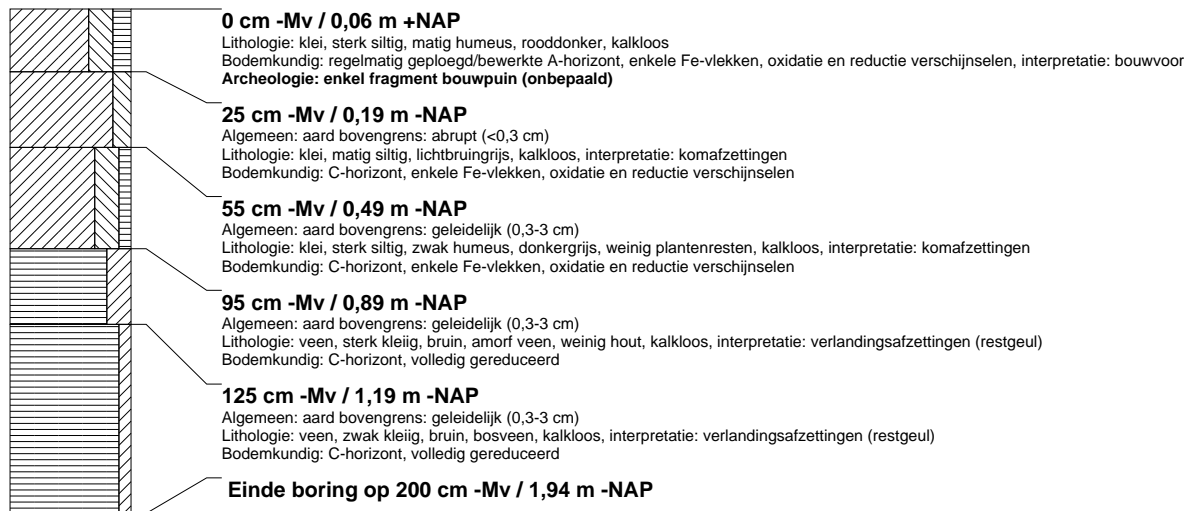 0 cm -Mv / 0,06 m +NAP
Lithologie: klei, sterk siltig, matig humeus, rooddonker, kalkloos
Bodemkundig: regelmatig geploegd/bewerkte A-horizont, enkele Fe-vlekken, oxidatie en reductie verschijnselen, interpretatie: bouwvoor
Archeologie: enkel fragment bouwpuin (onbepaald)
25 cm -Mv / 0,19 m -NAP
Algemeen: aard bovengrens: abrupt (<0,3 cm)
Lithologie: klei, matig siltig, lichtbruingrijs, kalkloos, interpretatie: komafzettingen
Bodemkundig: C-horizont, enkele Fe-vlekken, oxidatie en reductie verschijnselen
55 cm -Mv / 0,49 m -NAP
Algemeen: aard bovengrens: geleidelijk (0,3-3 cm)
Lithologie: klei, sterk siltig, zwak humeus, donkergrijs, weinig plantenresten, kalkloos, interpretatie: komafzettingen
Bodemkundig: C-horizont, enkele Fe-vlekken, oxidatie en reductie verschijnselen
95 cm -Mv / 0,89 m -NAP
Algemeen: aard bovengrens: geleidelijk (0,3-3 cm)
Lithologie: veen, sterk kleiig, bruin, amorf veen, weinig hout, kalkloos, interpretatie: verlandingsafzettingen (restgeul)
Bodemkundig: C-horizont, volledig gereduceerd
125 cm -Mv / 1,19 m -NAP
Algemeen: aard bovengrens: geleidelijk (0,3-3 cm)
Lithologie: veen, zwak kleiig, bruin, bosveen, kalkloos, interpretatie: verlandingsafzettingen (restgeul)
Bodemkundig: C-horizont, volledig gereduceerd
Einde boring op 200 cm -Mv / 1,94 m -NAP